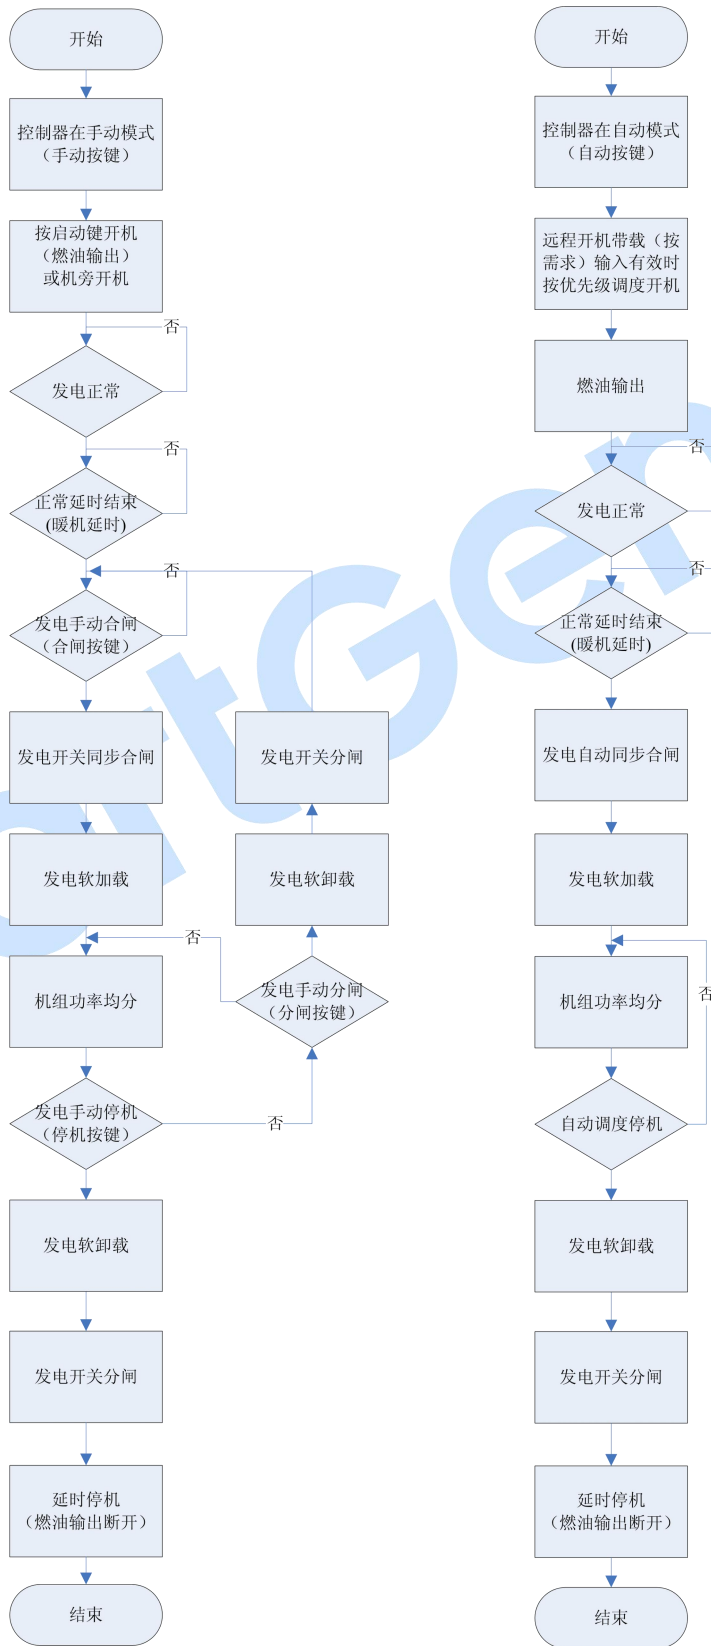 开始
控制器在手动模式
（手动按键）
按启动键开机
（燃油输出）
或机旁开机
否
发电正常
否
正常延时结束
(暖机延时)
否
发电手动合闸
（合闸按键）
发电开关同步合闸
发电开关分闸
发电软加载
发电软卸载
否
机组功率均分
发电手动分闸
（分闸按键）
发电手动停机
（停机按键）
否
发电软卸载
发电开关分闸
延时停机
（燃油输出断开）
结束
开始
控制器在自动模式
（自动按键）
远程开机带载（按
需求）输入有效时
按优先级调度开机
燃油输出
否
发电正常
否
正常延时结束
(暖机延时)
发电自动同步合闸
发电软加载
机组功率均分
否
自动调度停机
发电软卸载
发电开关分闸
延时停机
（燃油输出断开）
结束